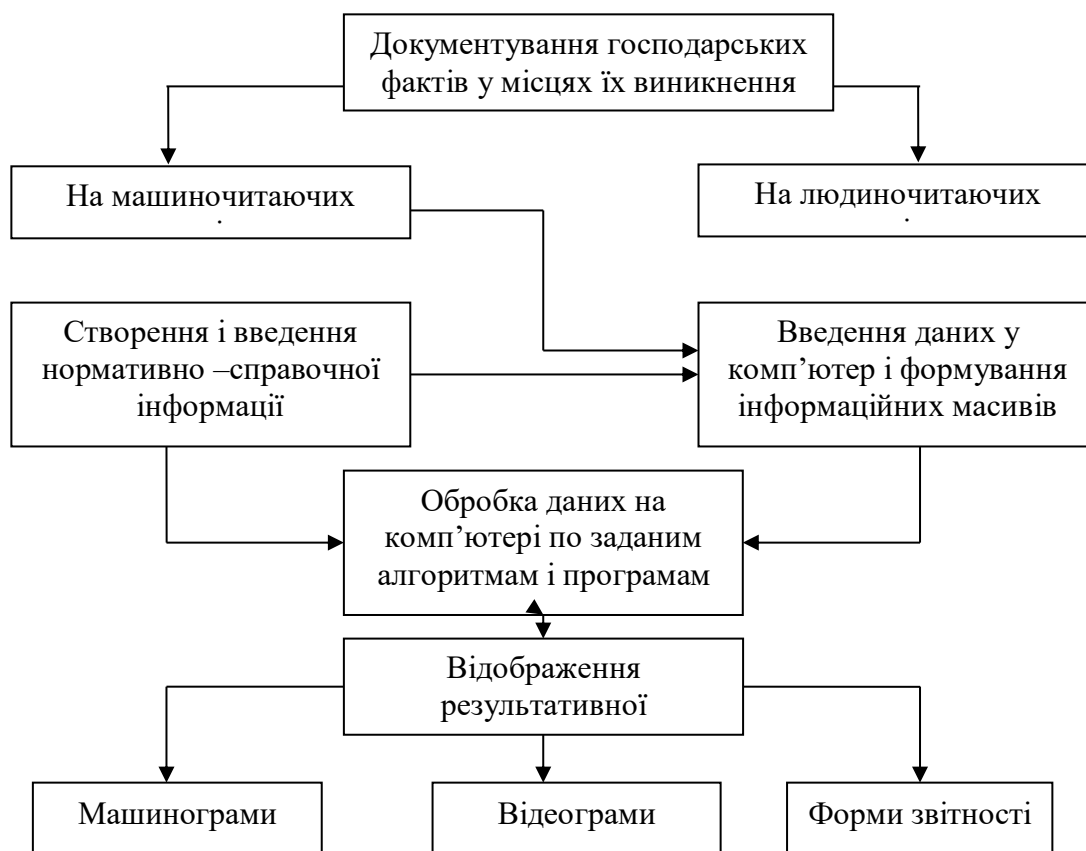 Документування господарських
фактів у місцях їх виникнення
На машиночитаючих
На людиночитаючих
Створення і введення
нормативно –справочної
інформації
Введення даних у
комп’ютер і формування
інформаційних масивів
Обробка даних на
комп’ютері по заданим
алгоритмам і програмам
Відображення
результативної
Машинограми
Відеограми
Форми звітності